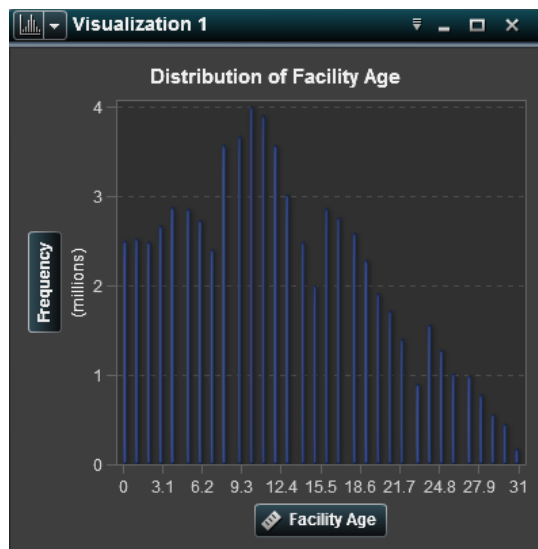 Visualization 1
Distribution of Facility Age
4
3
2
1
0
Frequency
(millions)
0 3.1 6.2 9.3 12.4 15.5 18.6 21.7 24.8 27.9 31
Facility Age